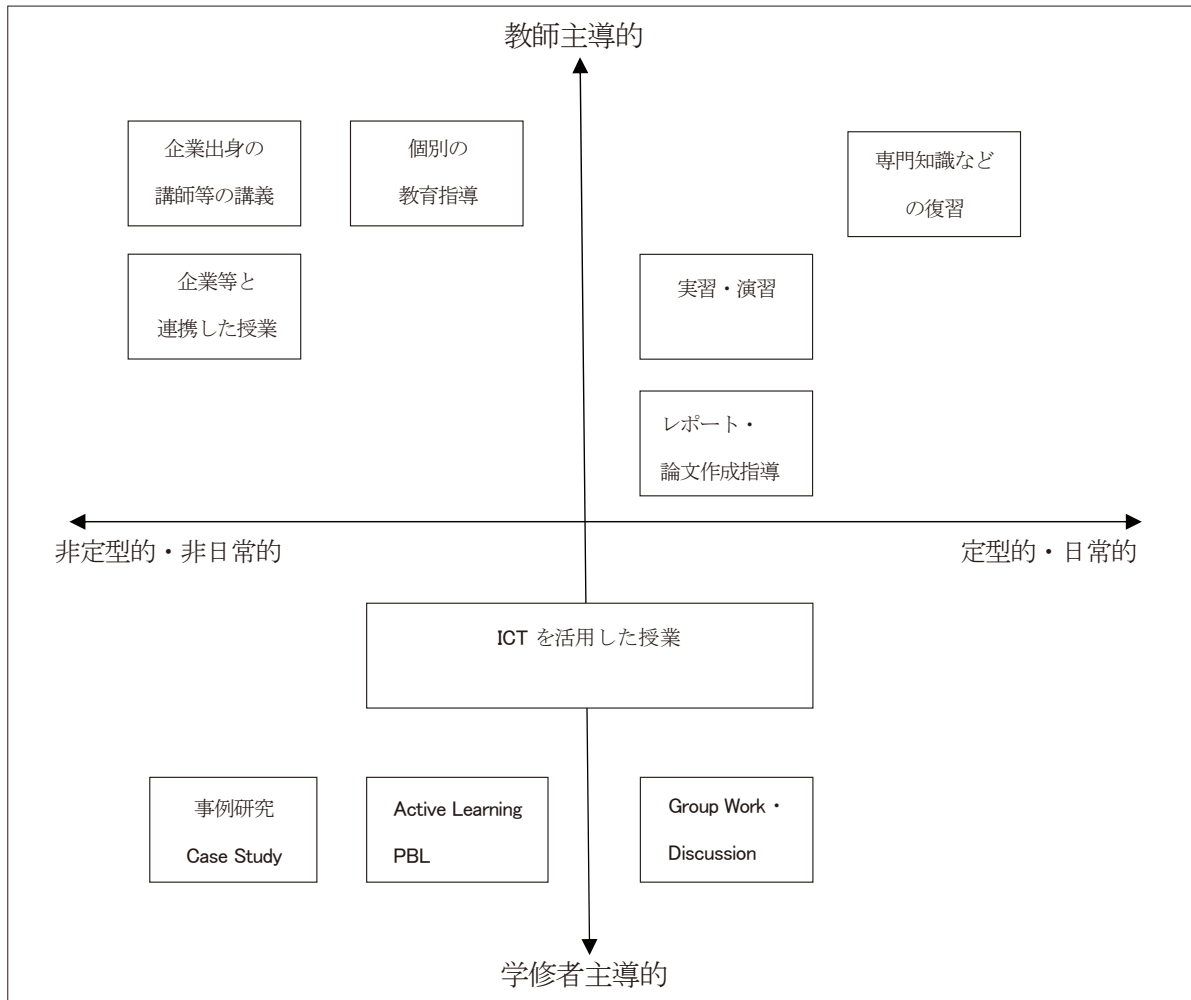 教師主導的
企業出身の
講師等の講義
個別の
教育指導
専門知識など
の復習
企業等と
連携した授業
実習・演習
レポート・
論文作成指導
非定型的・非日常的
定型的・日常的
ICT を活用した授業
事例研究
Case Study
Active Learning
PBL
Group Work・
Discussion
学修者主導的